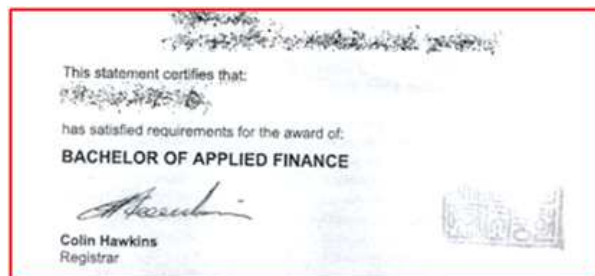 This statement certifies that:
has satisfied requirements for the award of:
BACHELOR OF APPLIED FINANCE
Colin Hawkins
Registrar